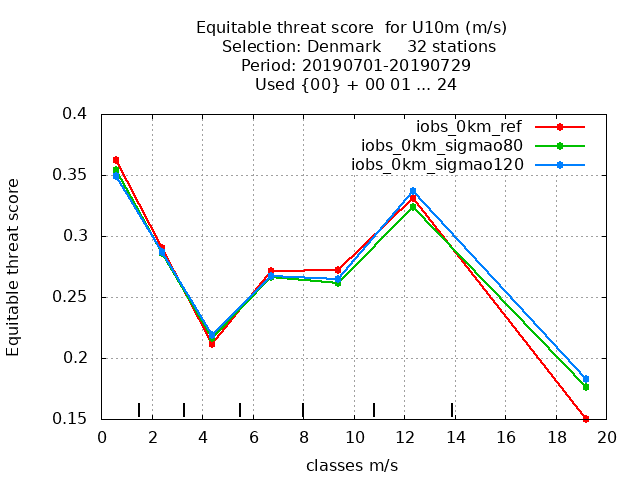 Equitable threat score  for U10m (m/s)
Selection: Denmark     32 stations
Period: 20190701-20190729
Used {00} + 00 01 ... 24
0.4
0.35
0.3
0.25
0.2
0.15
Equitable threat score
iobs_0km_ref
iobs_0km_sigmao80
iobs_0km_sigmao120
0 2 4 6 8 10 12 14 16 18 20
classes m/s